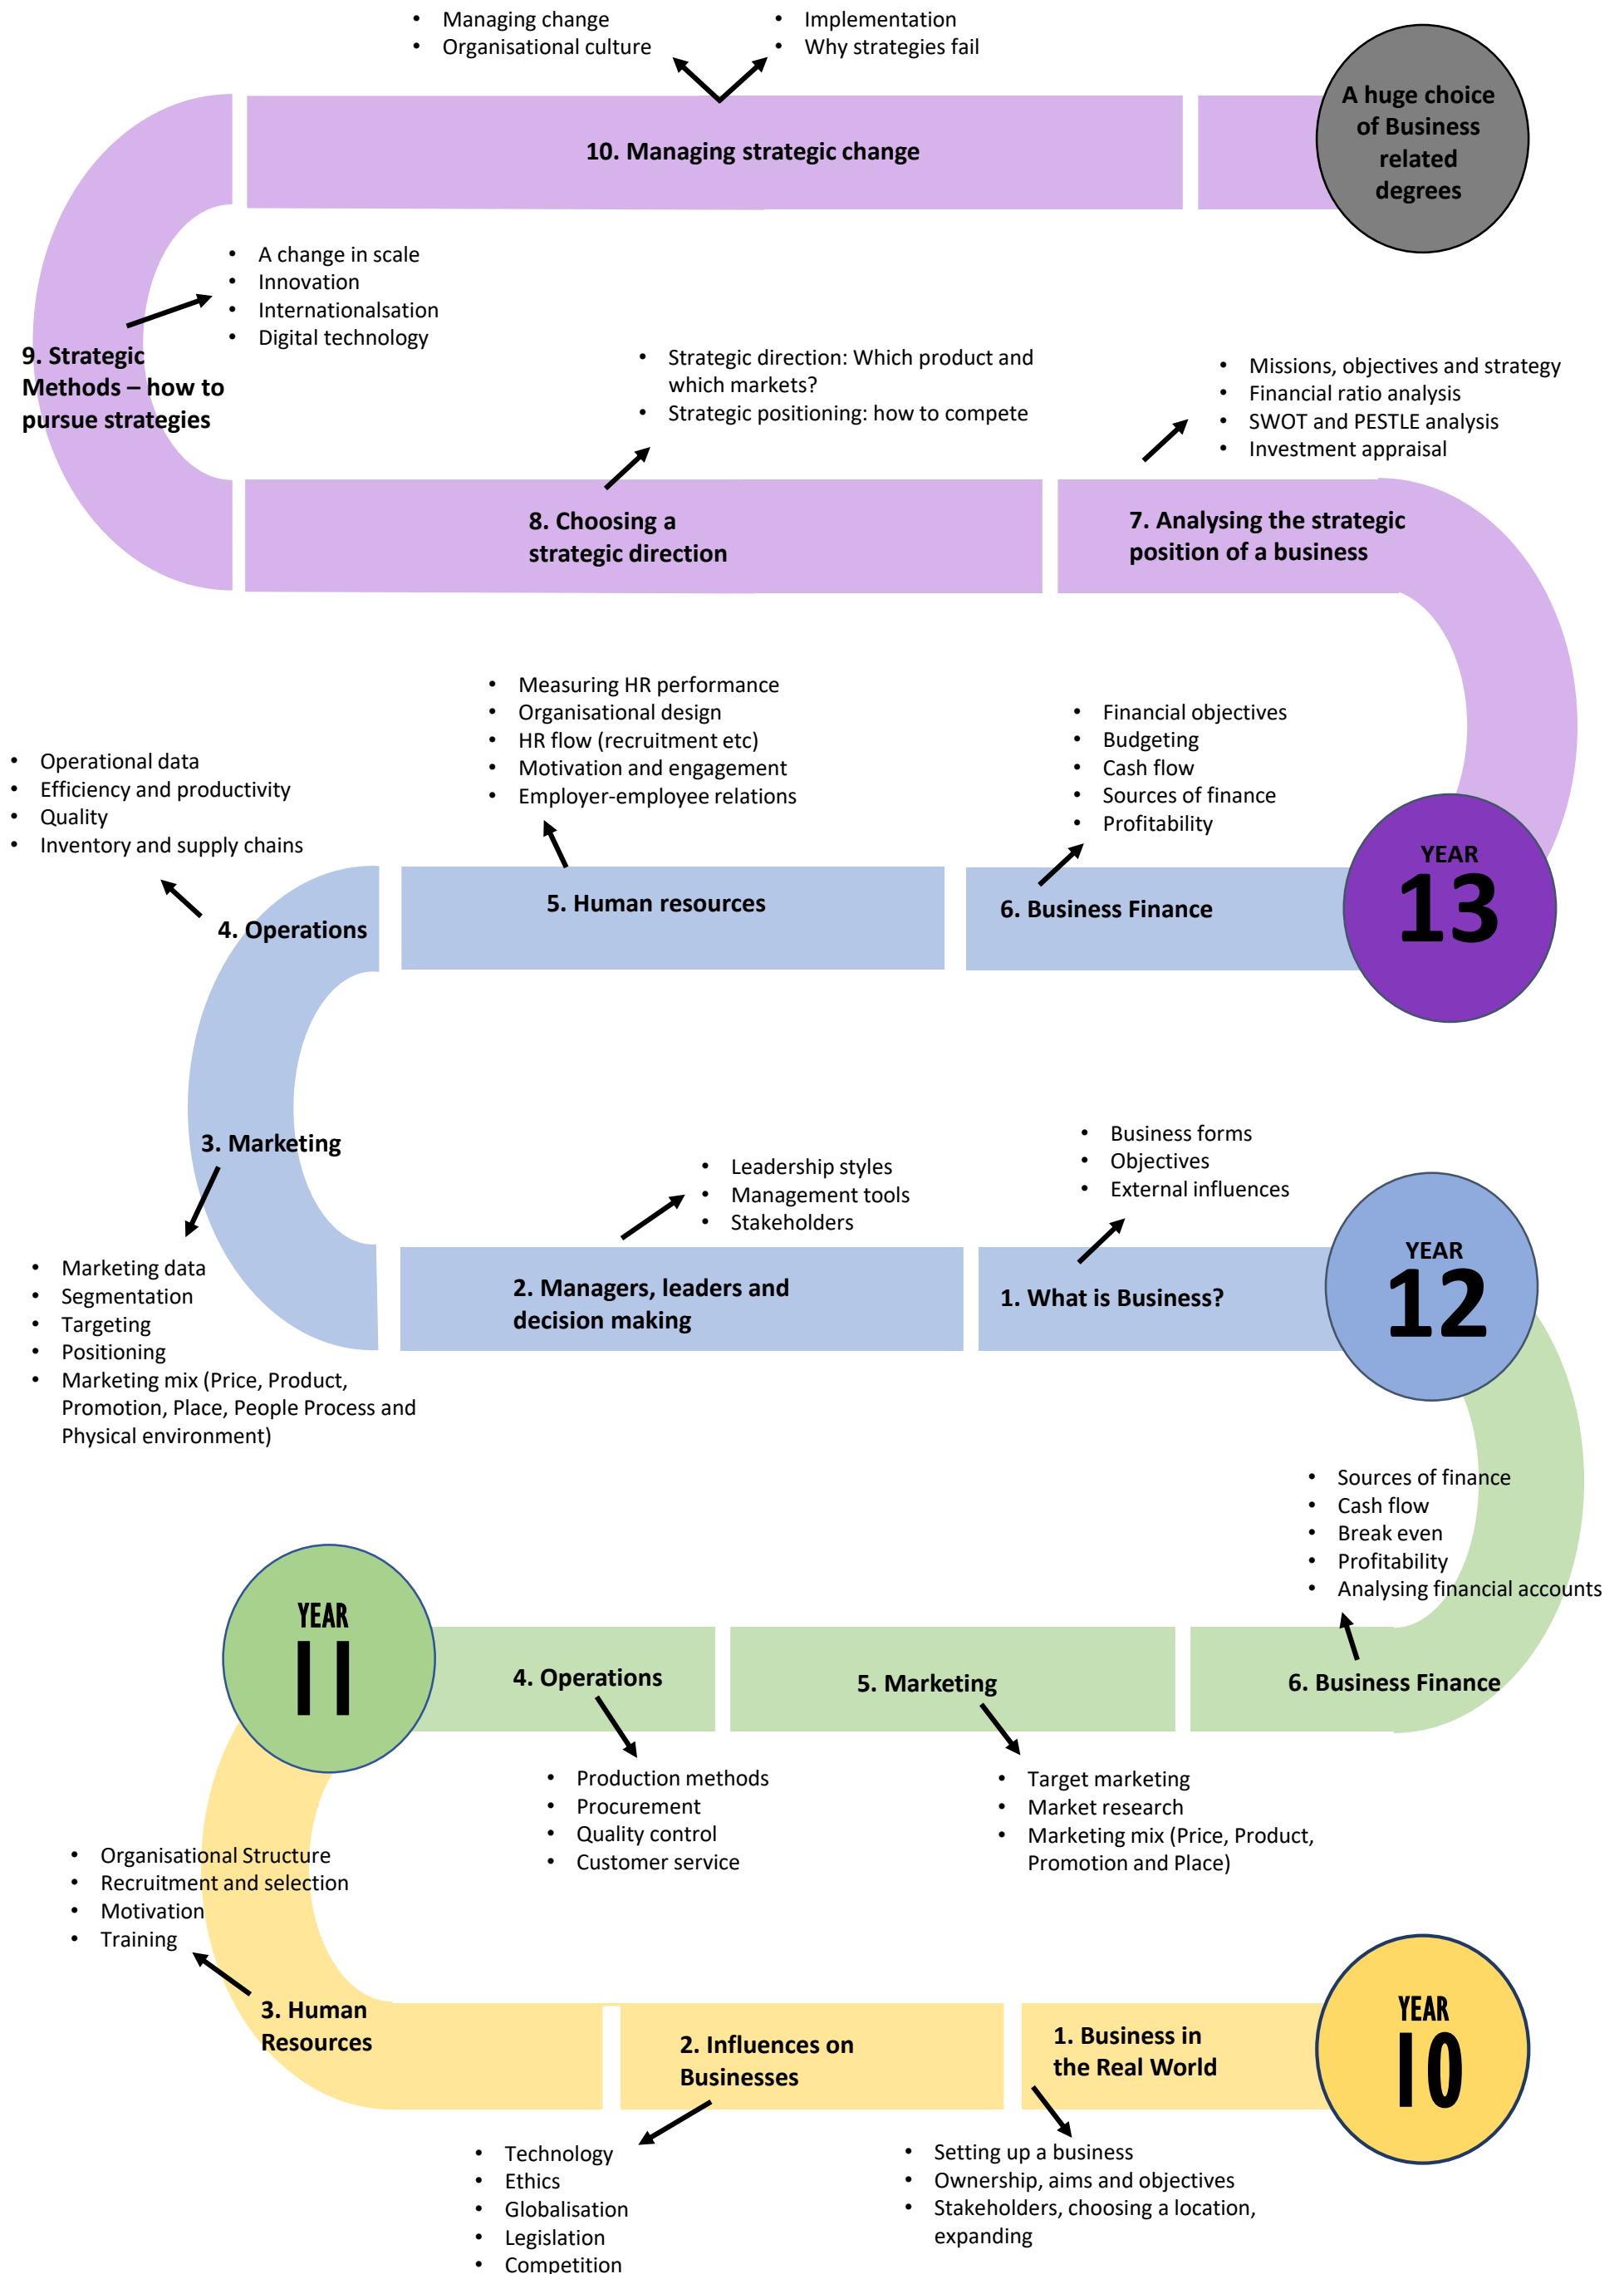 • Managing change
• Organisational culture
• Implementation
• Why strategies fail
A huge choice
of Business
related
degrees
10. Managing strategic change
• A change in scale
• Innovation
• Internationalsation
• Digital technology
9. Strategic
Methods – how to
pursue strategies
• Strategic direction: Which product and
which markets?
• Strategic positioning: how to compete
• Missions, objectives and strategy
• Financial ratio analysis
• SWOT and PESTLE analysis
• Investment appraisal
8. Choosing a
strategic direction
7. Analysing the strategic
position of a business
• Measuring HR performance
• Organisational design
• HR flow (recruitment etc)
• Motivation and engagement
• Employer-employee relations
• Financial objectives
• Budgeting
• Cash flow
• Sources of finance
• Profitability
• Operational data
• Efficiency and productivity
• Quality
• Inventory and supply chains
4. Operations
5. Human resources
6. Business Finance
YEAR
13
3. Marketing
• Leadership styles
• Management tools
• Stakeholders
• Business forms
• Objectives
• External influences
• Marketing data
• Segmentation
• Targeting
• Positioning
• Marketing mix (Price, Product,
Promotion, Place, People Process and
Physical environment)
2. Managers, leaders and
decision making
1. What is Business?
YEAR
12
• Sources of finance
• Cash flow
• Break even
• Profitability
• Analysing financial accounts
YEAR
11
4. Operations
5. Marketing
6. Business Finance
• Production methods
• Procurement
• Quality control
• Customer service
• Target marketing
• Market research
• Marketing mix (Price, Product,
Promotion and Place)
• Organisational Structure
• Recruitment and selection
• Motivation
• Training
3. Human
Resources
2. Influences on
Businesses
1. Business in
the Real World
YEAR
10
• Technology
• Ethics
• Globalisation
• Legislation
• Competition
• Setting up a business
• Ownership, aims and objectives
• Stakeholders, choosing a location,
expanding